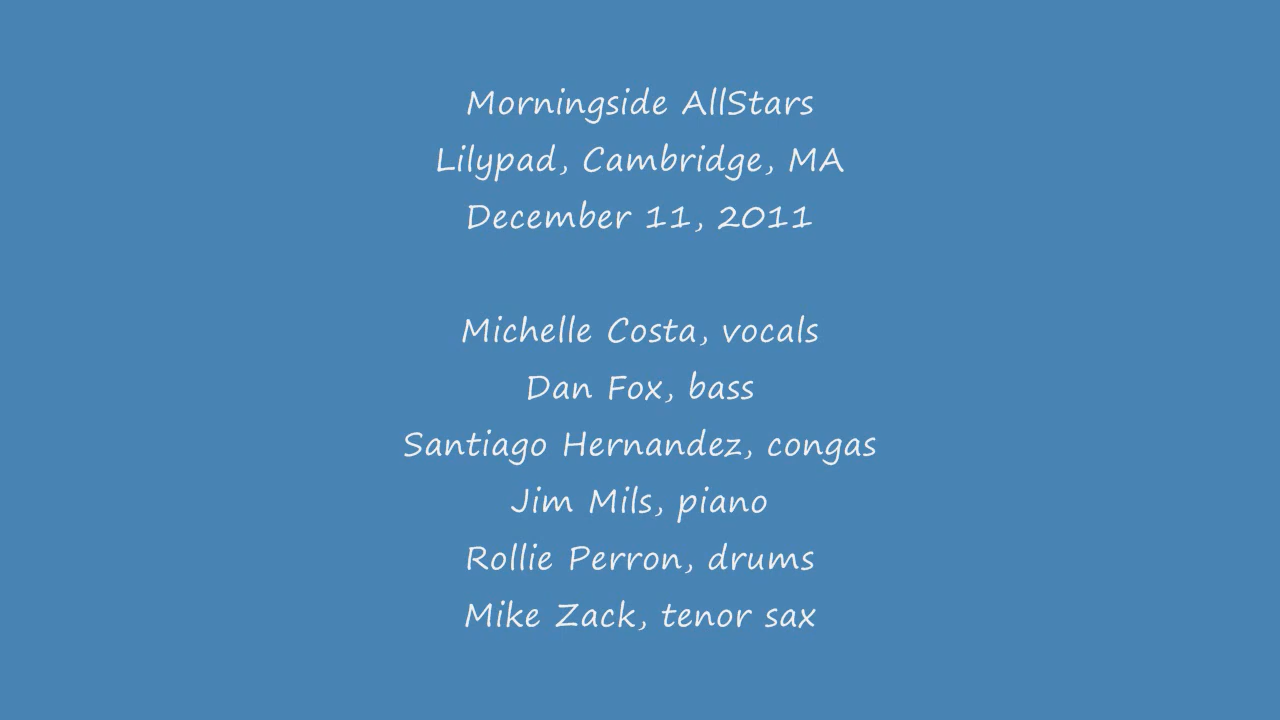 Morningside AllStars
Lilypad, Cambridge, MA
December 11, 2011
Michelle Costa, vocals
Dan Fox, bass
Santiago Hernandez, congas
Jim Mils, piano
Rollie Perron, drums
Mike Zack, tenor sax